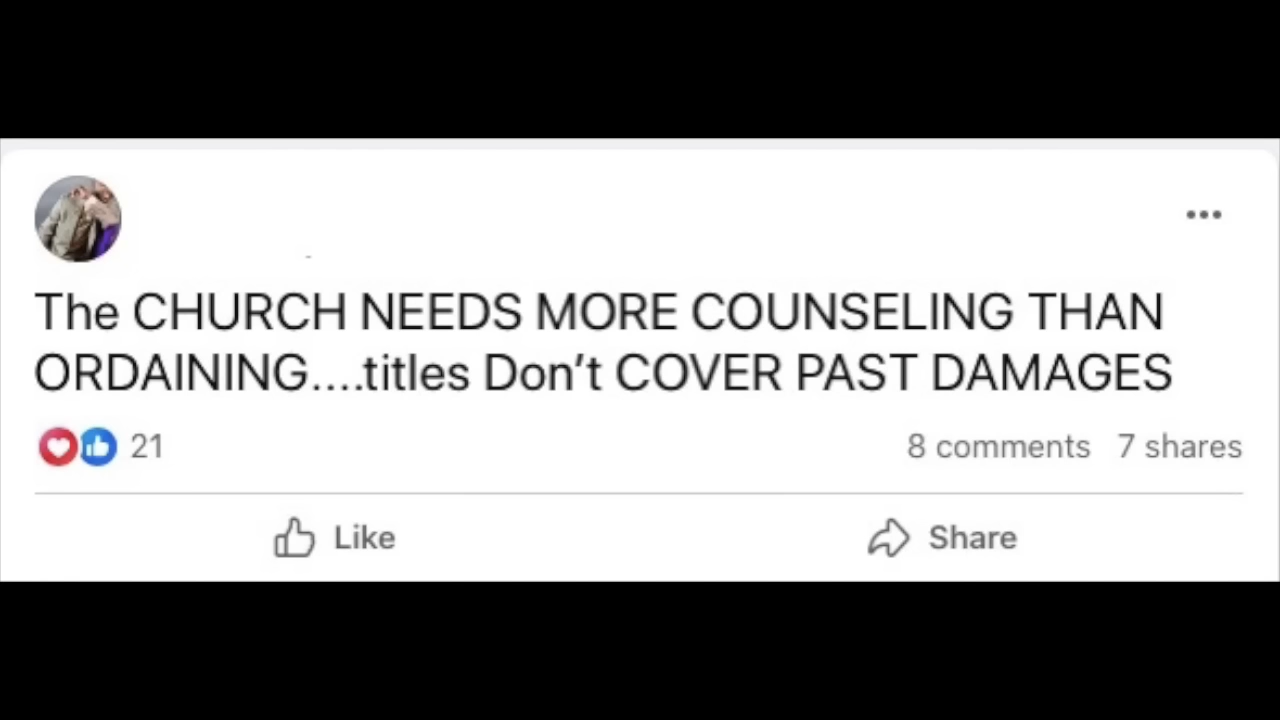 The CHURCH NEEDS MORE COUNSELING THAN
ORDAINING....titles Don’t COVER PAST DAMAGES
21
8 comments 7 shares
Like Share